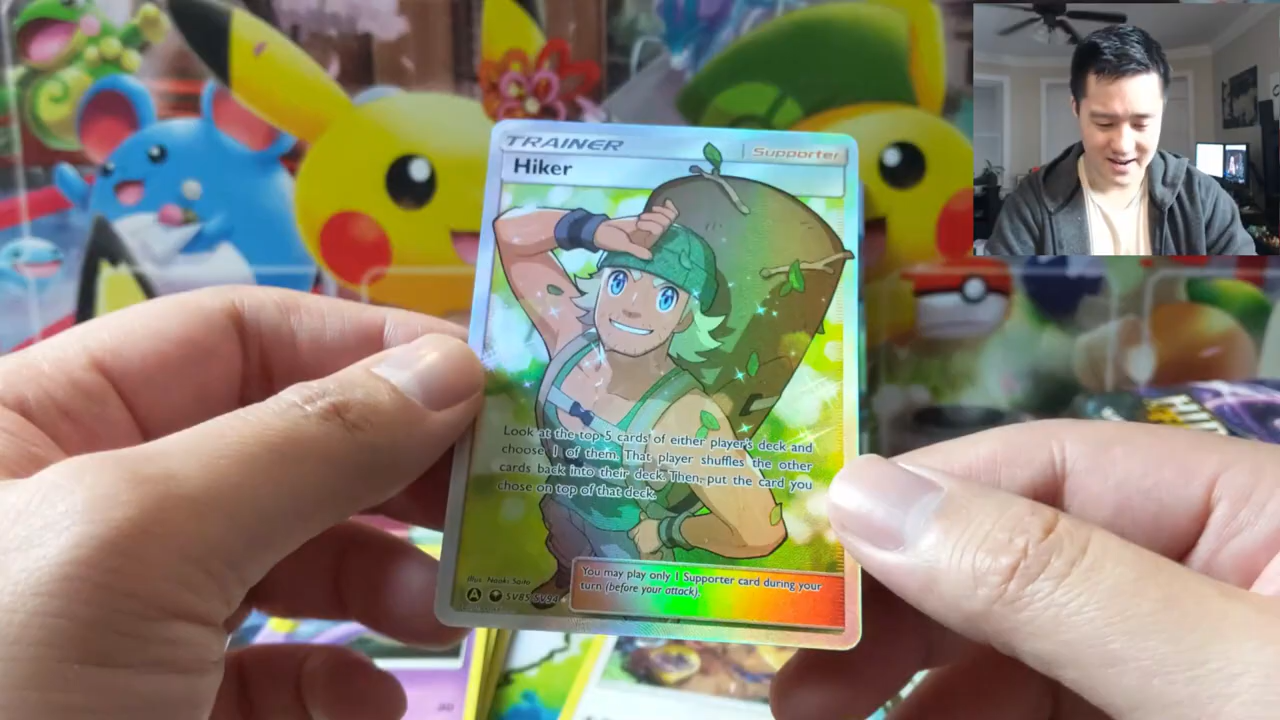 TRAINER
Supporter
Hiker
Look at the top 5 cards of either player's deck and
choose 1 of them. That player shuffles the other
cards back into their deck. Then, put the card you
chose on top of that deck.
You may play only 1 Supporter card during your
turn (before your attack).
Illus. Naoki Saito
A
SV85/SV94
30